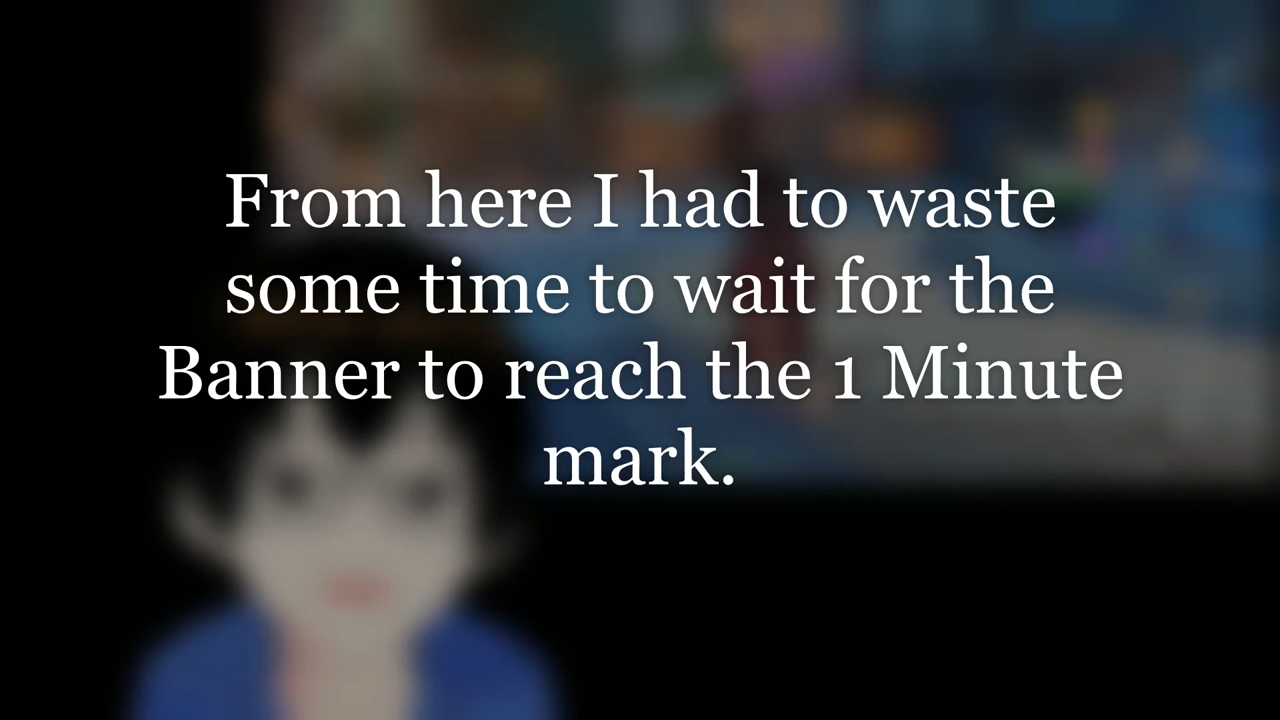 From here I had to waste
some time to wait for the
Banner to reach the 1 Minute
mark.